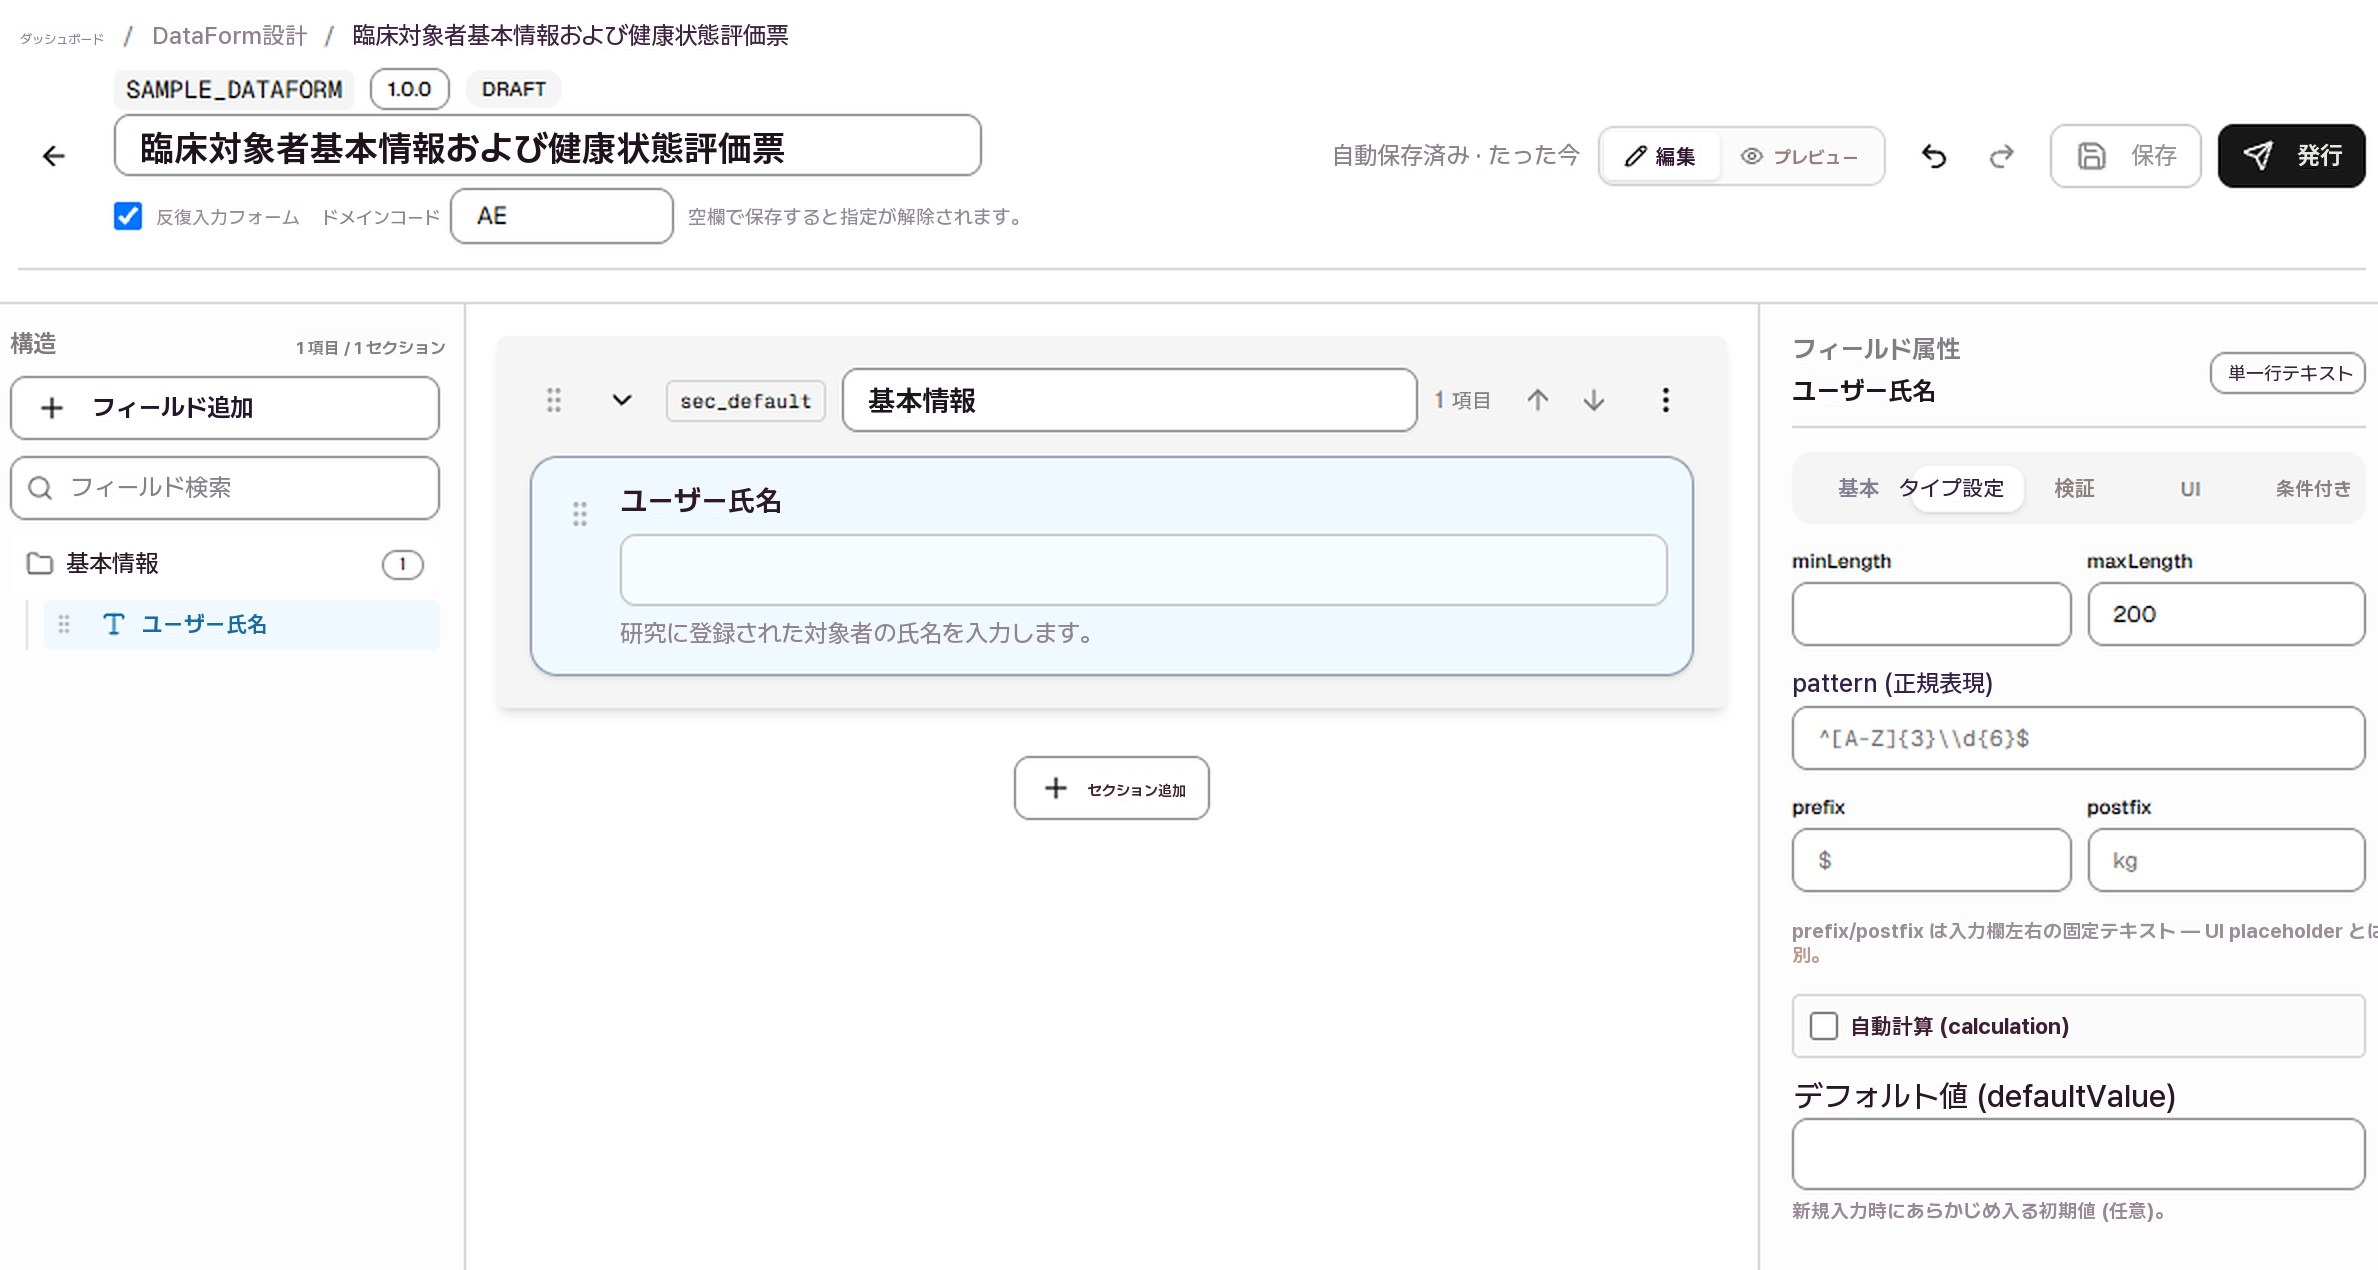 ダッシュボード / DataForm設計 / 臨床対象者基本情報および健康状態評価票
SAMPLE_DATAFORM 1.0.0 DRAFT
臨床対象者基本情報および健康状態評価票
自動保存済み · たった今 編集 プレビュー 保存 発行
反復入力フォーム ドメインコード AE 空欄で保存すると指定が解除されます。
構造 1 項目 / 1 セクション
フィールド追加
フィールド検索
基本情報 1
ユーザー氏名
sec_default 基本情報 1 項目
ユーザー氏名
研究に登録された対象者の氏名を入力します。
セクション追加
フィールド属性
ユーザー氏名 単一行テキスト
基本 タイプ設定 検証 UI 条件付き
minLength maxLength
200
pattern (正規表現)
^[A-Z]{3}\\d{6}$
prefix postfix
$ kg
prefix/postfix は入力欄左右の固定テキスト — UI placeholder とは
別。
自動計算 (calculation)
デフォルト値 (defaultValue)
新規入力時にあらかじめ入る初期値 (任意)。